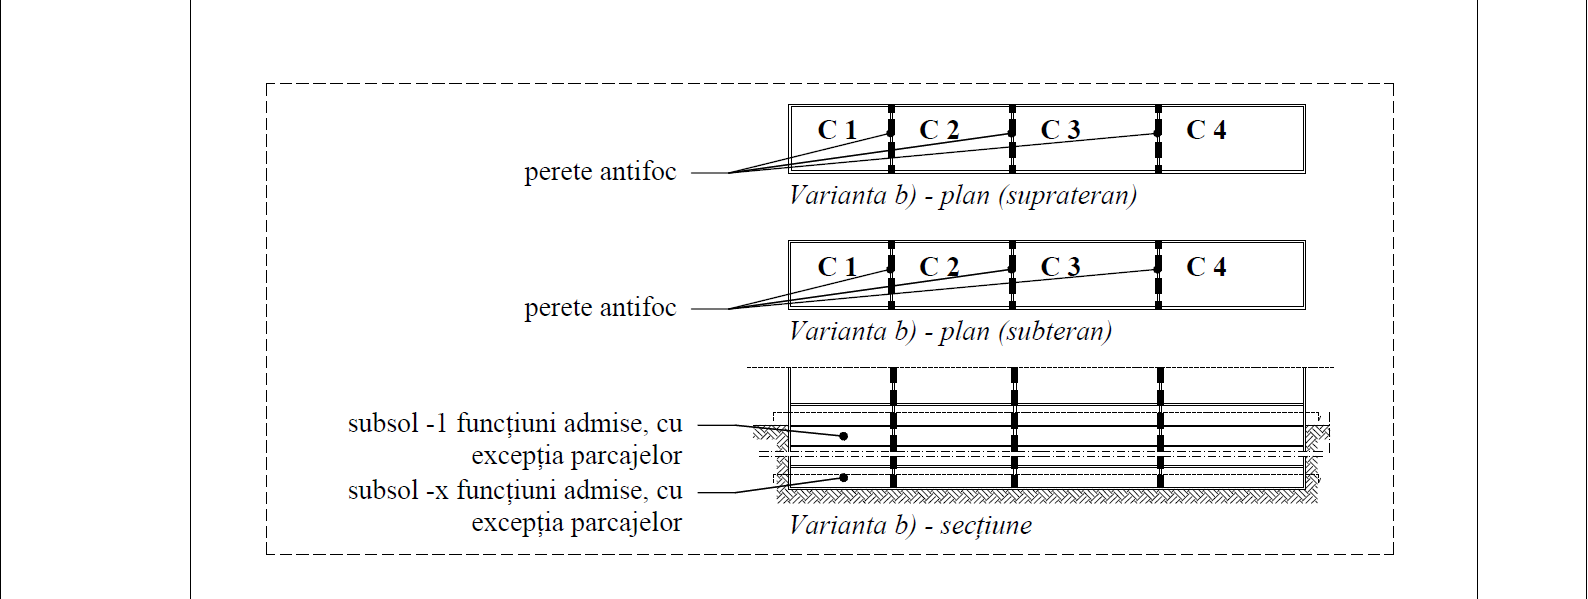 C 1 C 2 C 3 C 4
perete antifoc
Varianta b) - plan (suprateran)
C 1 C 2 C 3 C 4
perete antifoc
Varianta b) - plan (subteran)
subsol -1 funcțiuni admise, cu
excepția parcajelor
subsol -x funcțiuni admise, cu
excepția parcajelor
Varianta b) - secțiune